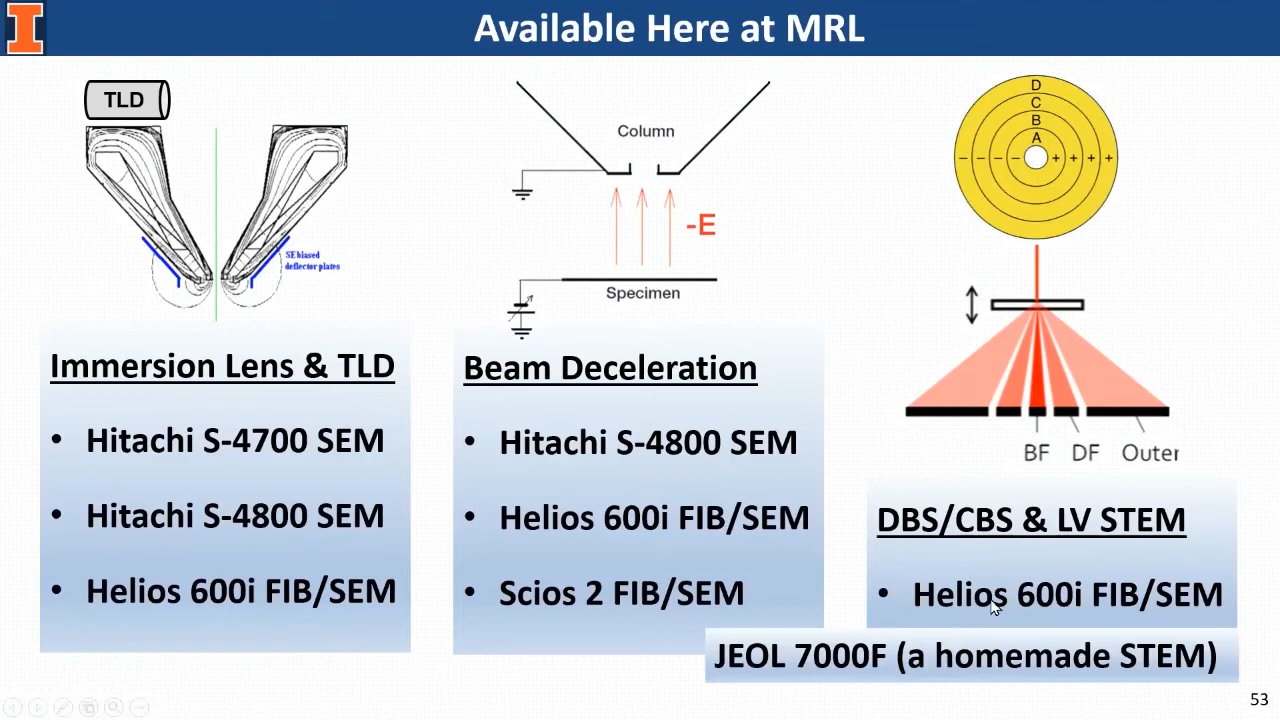 Available Here at MRL
TLD
SE biased
deflector plates
Immersion Lens & TLD
• Hitachi S-4700 SEM
• Hitachi S-4800 SEM
• Helios 600i FIB/SEM
Column
-E
Specimen
Beam Deceleration
• Hitachi S-4800 SEM
• Helios 600i FIB/SEM
• Scios 2 FIB/SEM
D
C
B
A
− − − − + + + +
BF DF Outer
DBS/CBS & LV STEM
• Helios 600i FIB/SEM
JEOL 7000F (a homemade STEM)
53